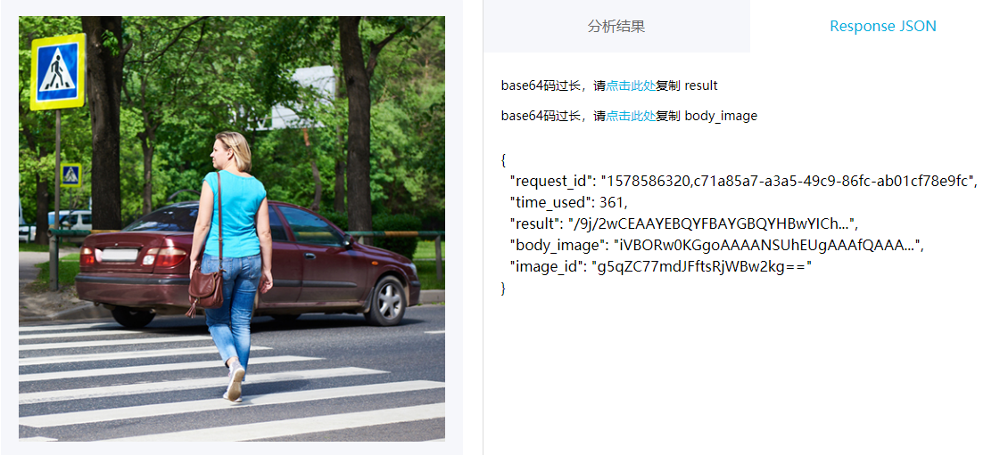 分析结果
Response JSON
base64码过长，请点击此处复制 result
base64码过长，请点击此处复制 body_image
{
"request_id": "1578586320,c71a85a7-a3a5-49c9-86fc-ab01cf78e9fc",
"time_used": 361,
"result": "/9j/2wCEAAYEBQYFBAYGBQYHBwYICh...",
"body_image": "iVBORw0KGgoAAAANSUhEUgAAAfQAAA...",
"image_id": "g5qZC77mdJFftsRjWBw2kg=="
}